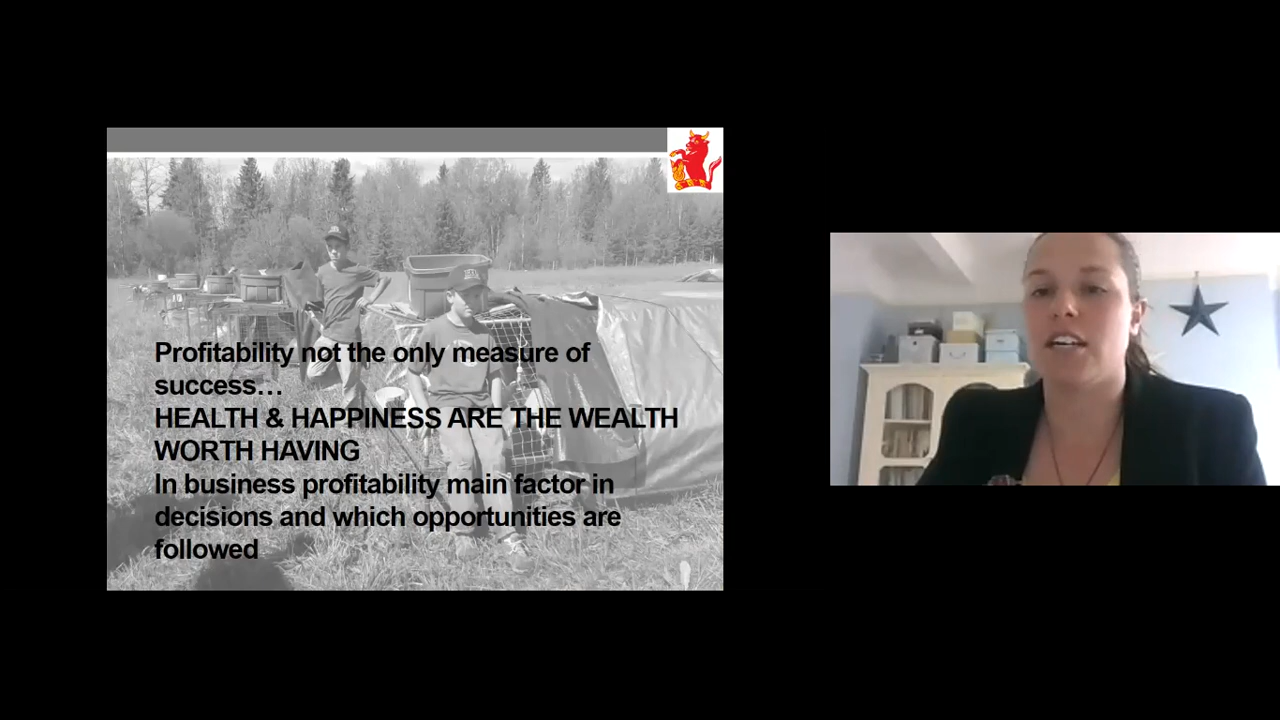 Profitability not the only measure of
success…
HEALTH & HAPPINESS ARE THE WEALTH
WORTH HAVING
In business profitability main factor in
decisions and which opportunities are
followed